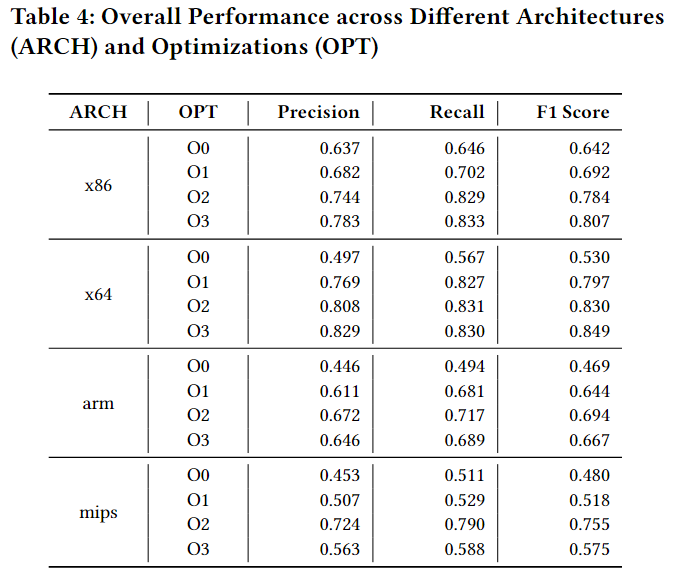 Table 4: Overall Performance across Different Architectures
(ARCH) and Optimizations (OPT)
ARCH OPT Precision Recall F1 Score
x86
O0 0.637 0.646 0.642
O1 0.682 0.702 0.692
O2 0.744 0.829 0.784
O3 0.783 0.833 0.807
x64
O0 0.497 0.567 0.530
O1 0.769 0.827 0.797
O2 0.808 0.831 0.830
O3 0.829 0.830 0.849
arm
O0 0.446 0.494 0.469
O1 0.611 0.681 0.644
O2 0.672 0.717 0.694
O3 0.646 0.689 0.667
mips
O0 0.453 0.511 0.480
O1 0.507 0.529 0.518
O2 0.724 0.790 0.755
O3 0.563 0.588 0.575